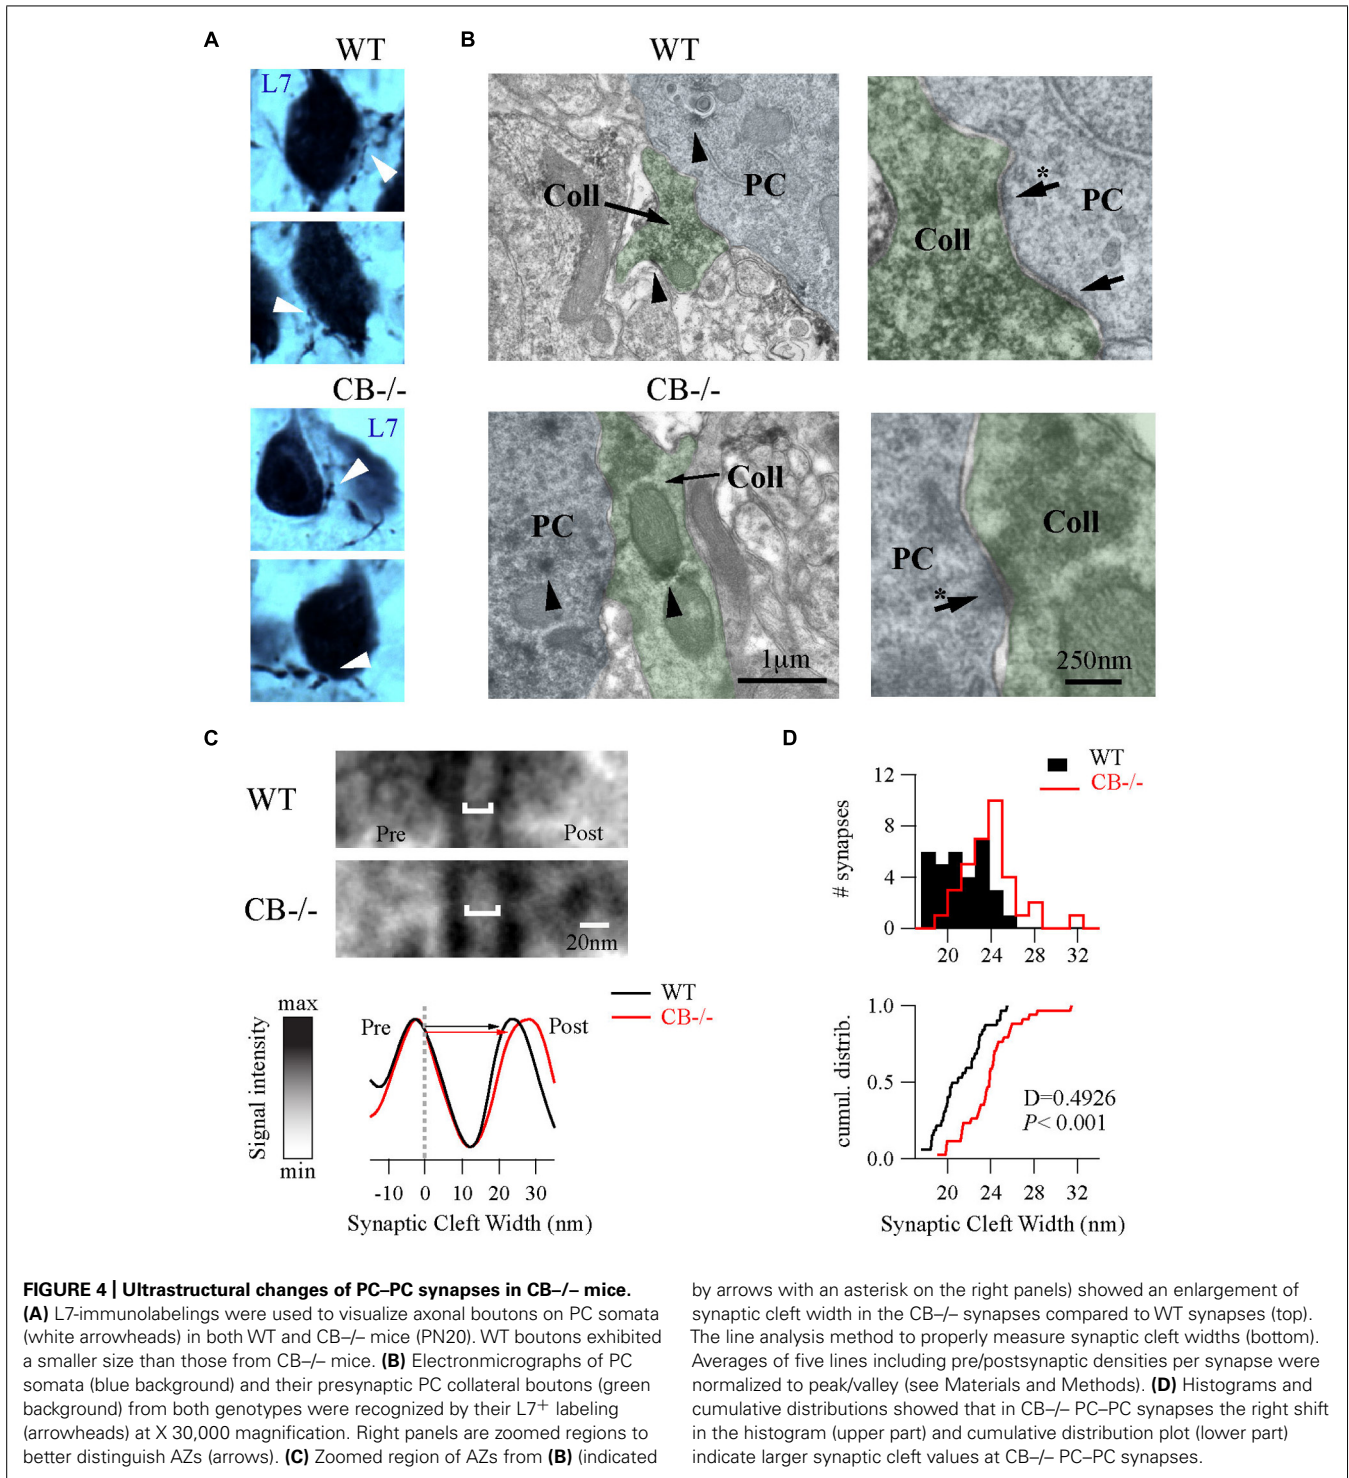 A
WT
L7
CB-/-
L7
B
WT
Coll
PC
*
PC
Coll
CB-/-
PC
Coll
1µm
PC
Coll
*
250nm
C
WT
Pre
Post
CB-/-
20nm
max
Signal intensity
min
WT
CB-/-
Pre
Post
-10 0 10 20 30
Synaptic Cleft Width (nm)
D
WT
CB-/-
# synapses
12
8
4
0
20 24 28 32
cumul. distrib.
1.0
0.5
0.0
D=0.4926
P< 0.001
20 24 28 32
Synaptic Cleft Width (nm)
FIGURE 4 | Ultrastructural changes of PC–PC synapses in CB–/– mice.
(A) L7-immunolabelings were used to visualize axonal boutons on PC somata
(white arrowheads) in both WT and CB–/– mice (PN20). WT boutons exhibited
a smaller size than those from CB–/– mice. (B) Electronmicrographs of PC
somata (blue background) and their presynaptic PC collateral boutons (green
background) from both genotypes were recognized by their L7+ labeling
(arrowheads) at X 30,000 magnification. Right panels are zoomed regions to
better distinguish AZs (arrows). (C) Zoomed region of AZs from (B) (indicated
by arrows with an asterisk on the right panels) showed an enlargement of
synaptic cleft width in the CB–/– synapses compared to WT synapses (top).
The line analysis method to properly measure synaptic cleft widths (bottom).
Averages of five lines including pre/postsynaptic densities per synapse were
normalized to peak/valley (see Materials and Methods). (D) Histograms and
cumulative distributions showed that in CB–/– PC–PC synapses the right shift
in the histogram (upper part) and cumulative distribution plot (lower part)
indicate larger synaptic cleft values at CB–/– PC–PC synapses.